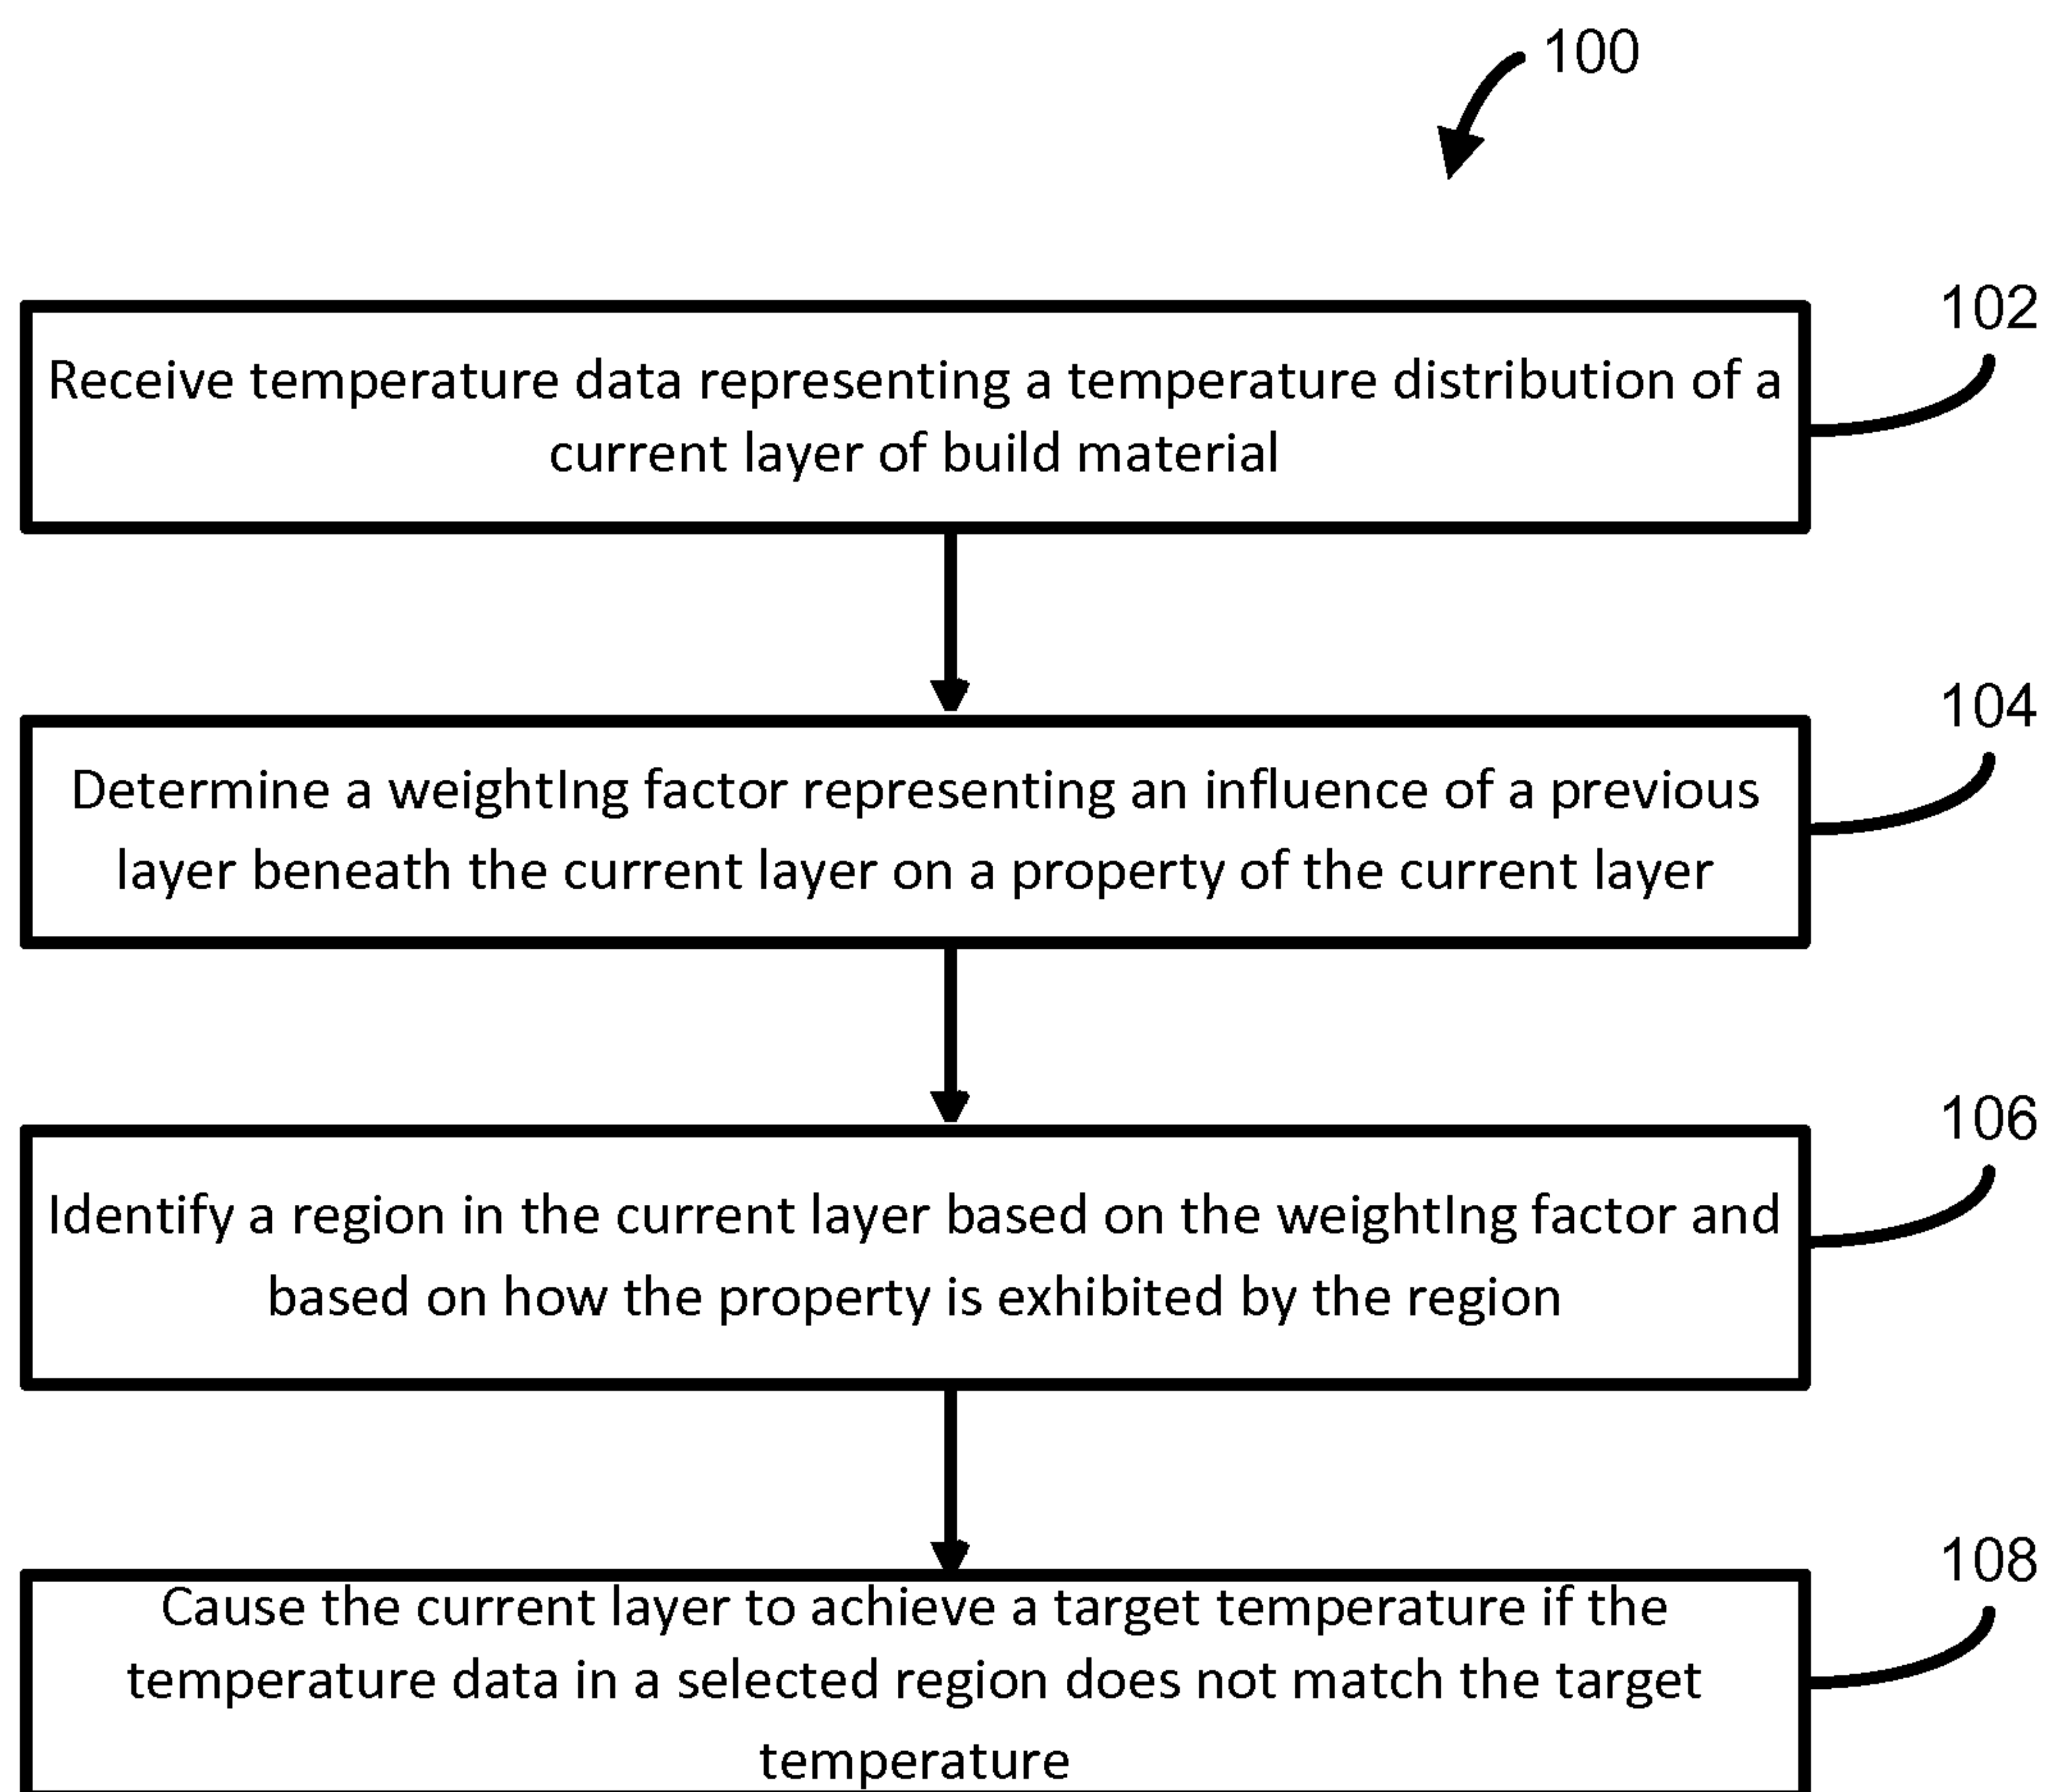 100
102
Receive temperature data representing a temperature distribution of a
current layer of build material
104
Determine a weightIng factor representing an influence of a previous
layer beneath the current layer on a property of the current layer
106
Identify a region in the current layer based on the weightIng factor and
based on how the property is exhibited by the region
108
Cause the current layer to achieve a target temperature if the
temperature data in a selected region does not match the target
temperature